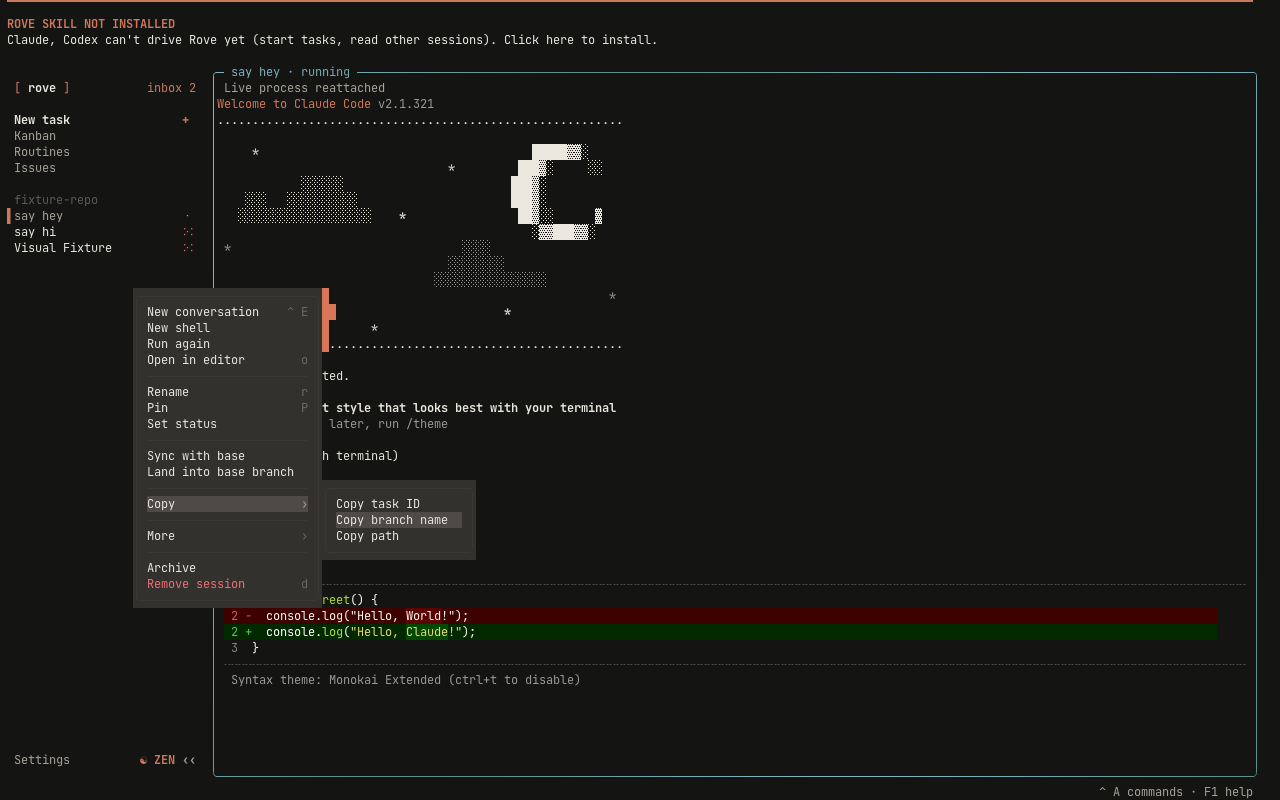 ROVE SKILL NOT INSTALLED
Claude, Codex can't drive Rove yet (start tasks, read other sessions). Click here to install.
[ rove ] inbox 2
New task +
Kanban
Routines
Issues
fixture-repo
say hey
say hi
Visual Fixture
Settings
☯ ZEN ‹‹
say hey · running
Live process reattached
Welcome to Claude Code v2.1.321
New conversation ^ E
New shell
Run again
Open in editor o
Rename r
Pin P
Set status
Sync with base
Land into base branch
Copy ›
More ›
Archive
Remove session d
Copy task ID
Copy branch name
Copy path
ted.
t style that looks best with your terminal
later, run /theme
h terminal)
reet() {
2 - console.log("Hello, World!");
2 + console.log("Hello, Claude!");
3 }
Syntax theme: Monokai Extended (ctrl+t to disable)
^ A commands · F1 help